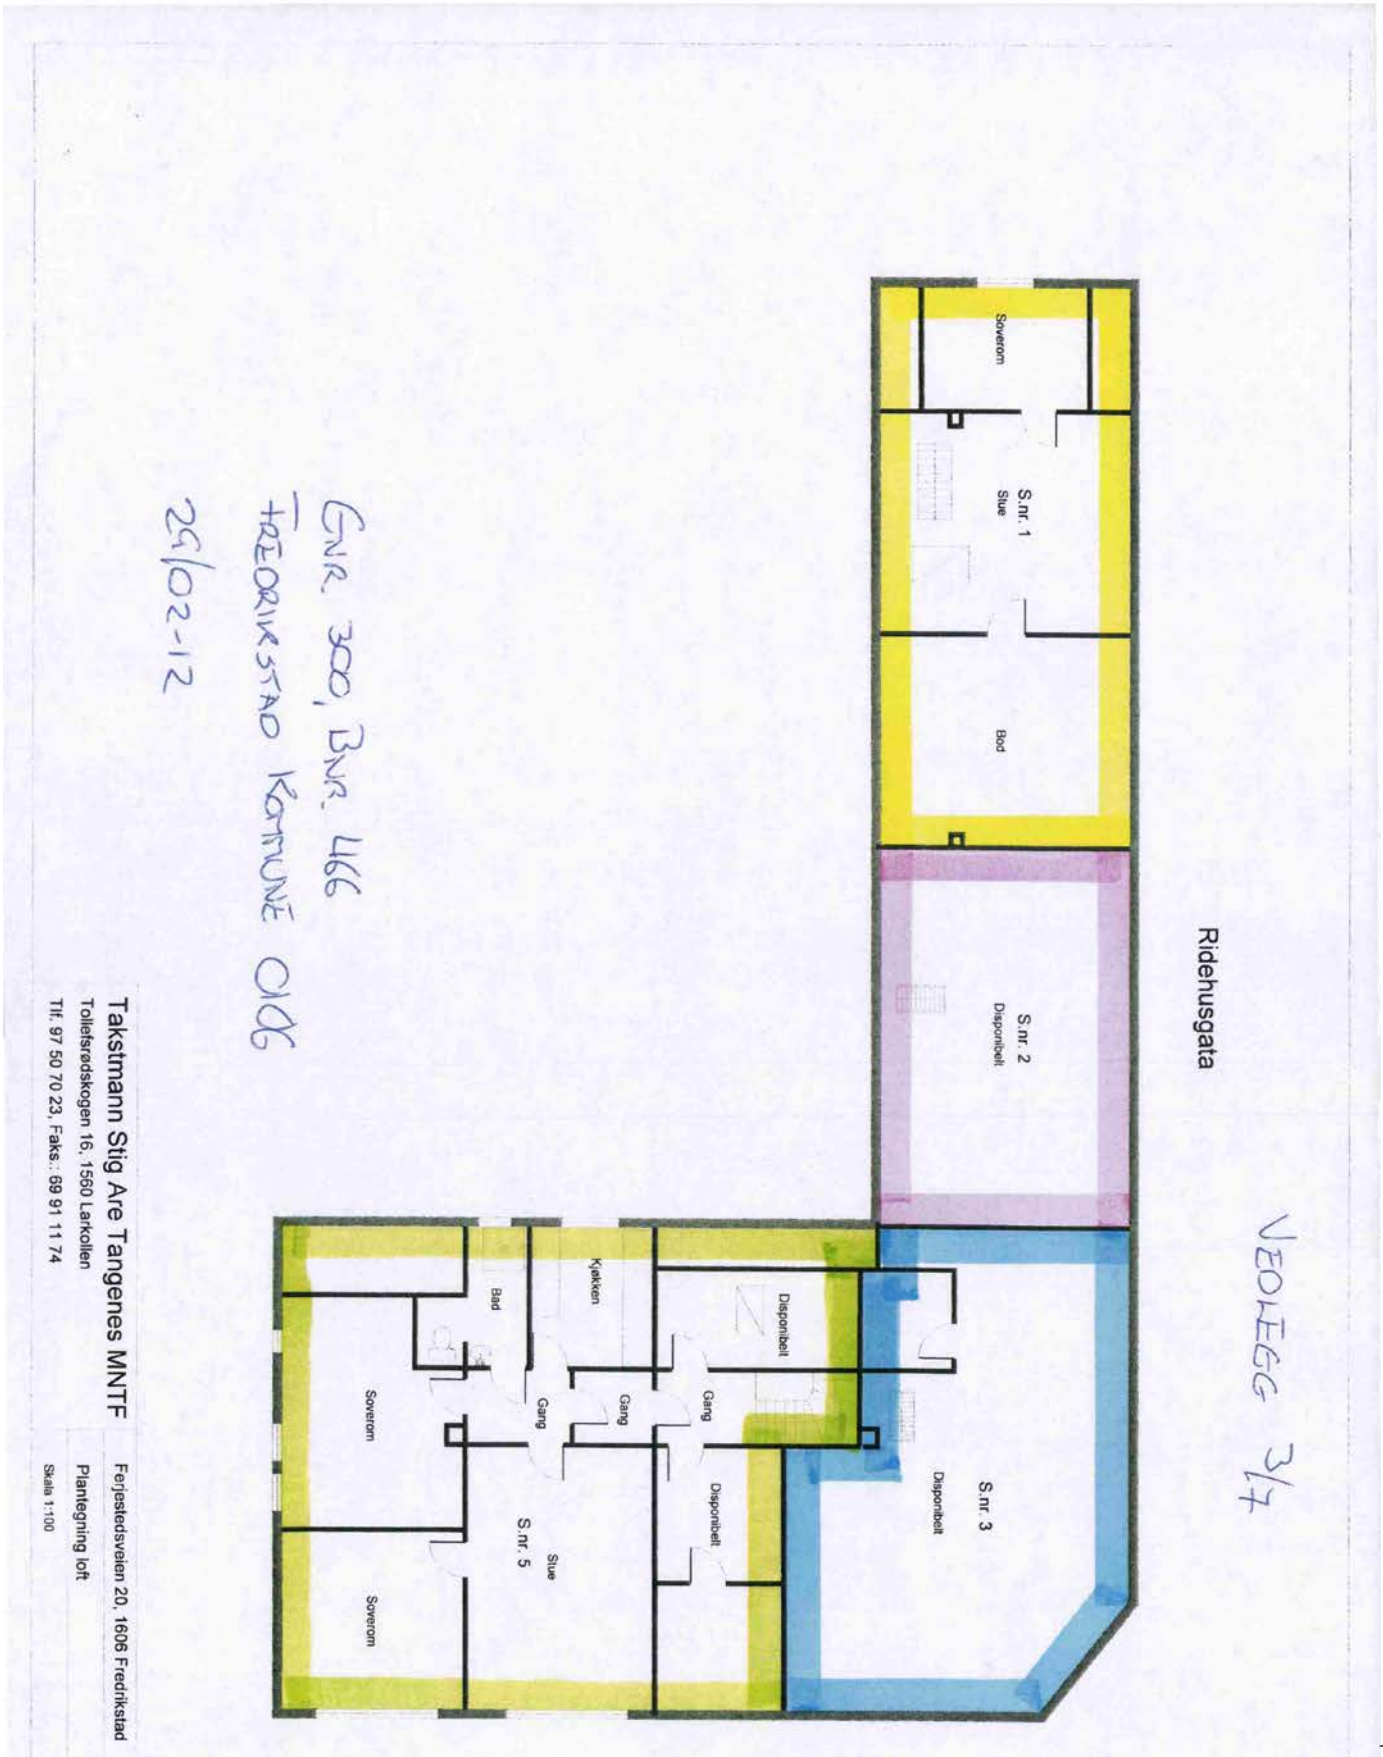 VEDLEGG 3/7
Ridehusgata
Soverom
S.nr. 1
Stue
Bod
S.nr. 2
Disponibelt
S.nr. 3
Disponibelt
Disponibelt
Gang
Disponibelt
Kjøkken
Gang
Bad
Gang
Stue
S.nr. 5
Soverom
Soverom
GNR. 300, BNR. 466
FREDRIKSTAD KOMMUNE 0106
29/02-12
Takstmann Stig Are Tangenes MNTF
Tollefsrødskogen 16, 1560 Larkollen
Tlf. 97 50 70 23, Faks.: 69 91 11 74
Ferjestedsveien 20, 1606 Fredrikstad
Plantegning loft
Skala 1:100